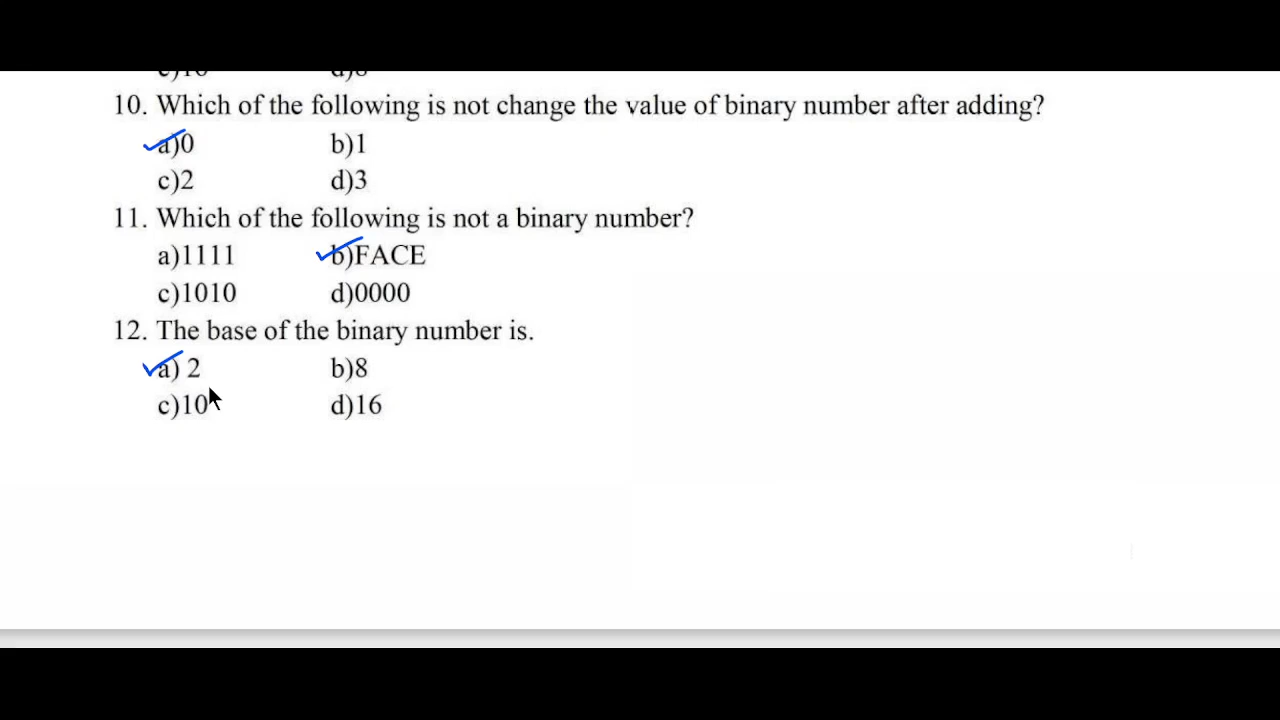 10. Which of the following is not change the value of binary number after adding?
a)0 b)1
c)2 d)3
11. Which of the following is not a binary number?
a)1111 b)FACE
c)1010 d)0000
12. The base of the binary number is.
a) 2 b)8
c)10 d)16